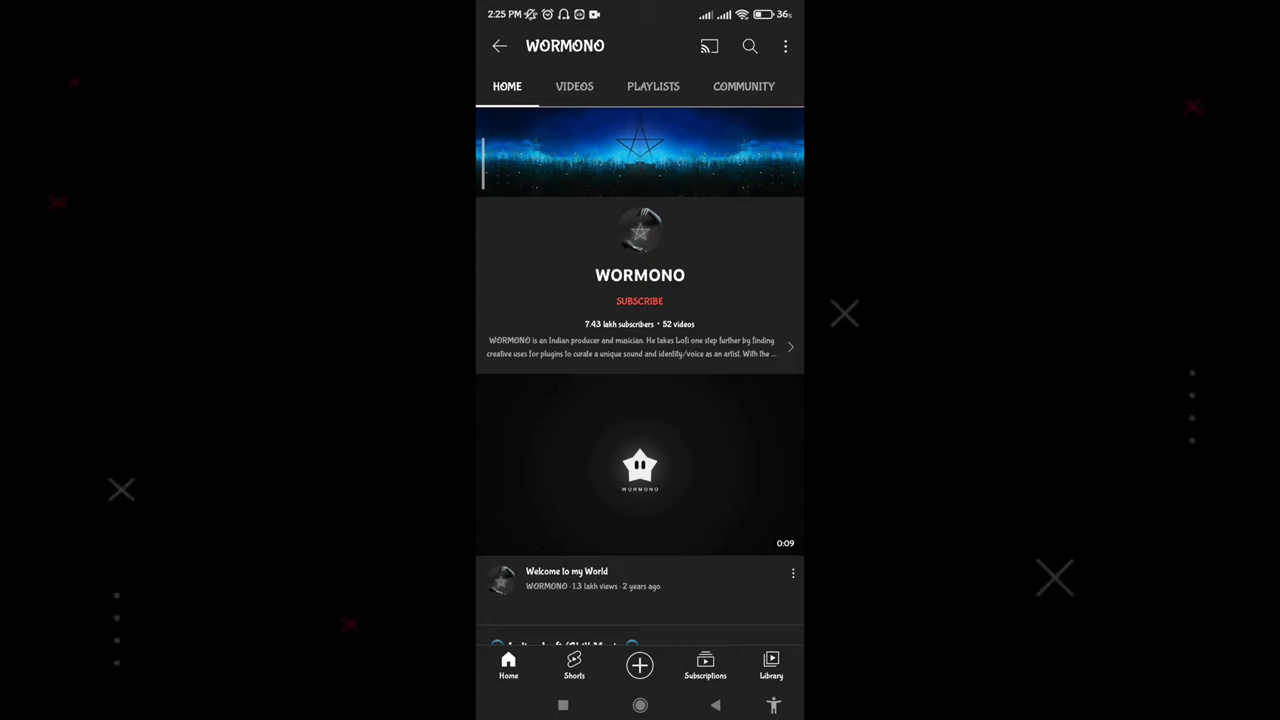 2:25 PM 36%
WORMONO
HOME VIDEOS PLAYLISTS COMMUNITY
WORMONO
SUBSCRIBE
7.43 lakh subscribers • 52 videos
WORMONO is an Indian producer and musician. He takes Lofi one step further by finding
creative uses for plugins to curate a unique sound and identity/voice as an artist. With the ...
WORMONO
0:09
Welcome to my World
WORMONO · 1.3 lakh views · 2 years ago
Home Shorts Subscriptions Library